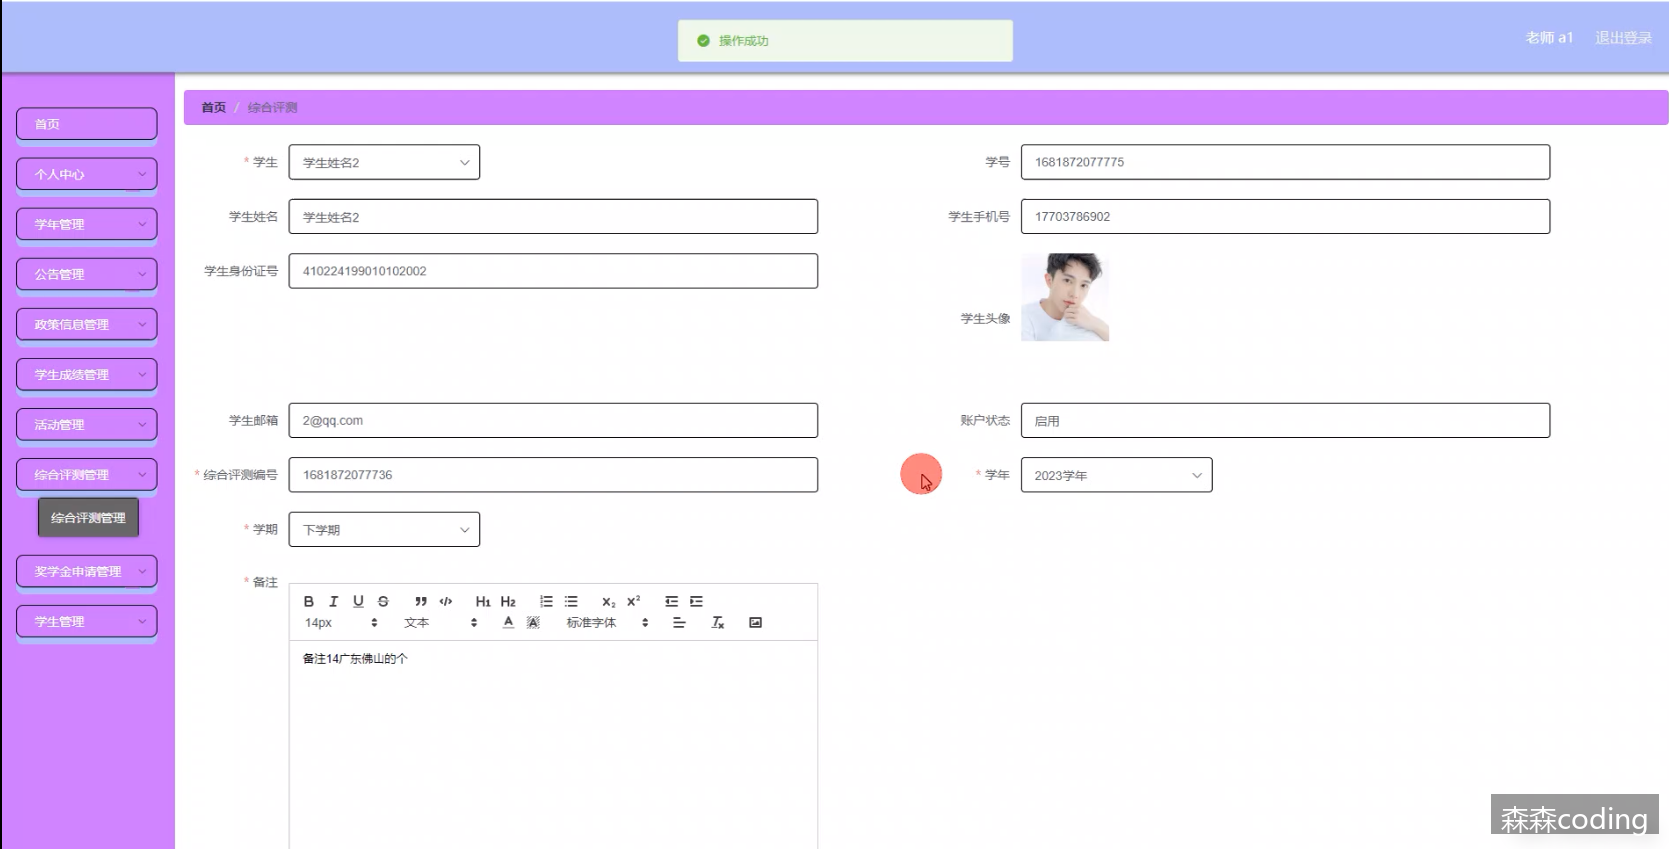 操作成功
老师 a1 退出登录
首页 / 综合评测
首页
个人中心
学年管理
公告管理
政策信息管理
学生成绩管理
活动管理
综合评测管理
综合评测管理
奖学金申请管理
学生管理
* 学生 学生姓名2
学号 1681872077775
学生姓名 学生姓名2
学生手机号 17703786902
学生身份证号 410224199010102002
学生头像
学生邮箱 2@qq.com
账户状态 启用
* 综合评测编号 1681872077736
* 学年 2023学年
* 学期 下学期
* 备注
B I U S H1 H2 X2 X2
14px 文本 A A 标准字体 Tx
备注14广东佛山的个
森森coding